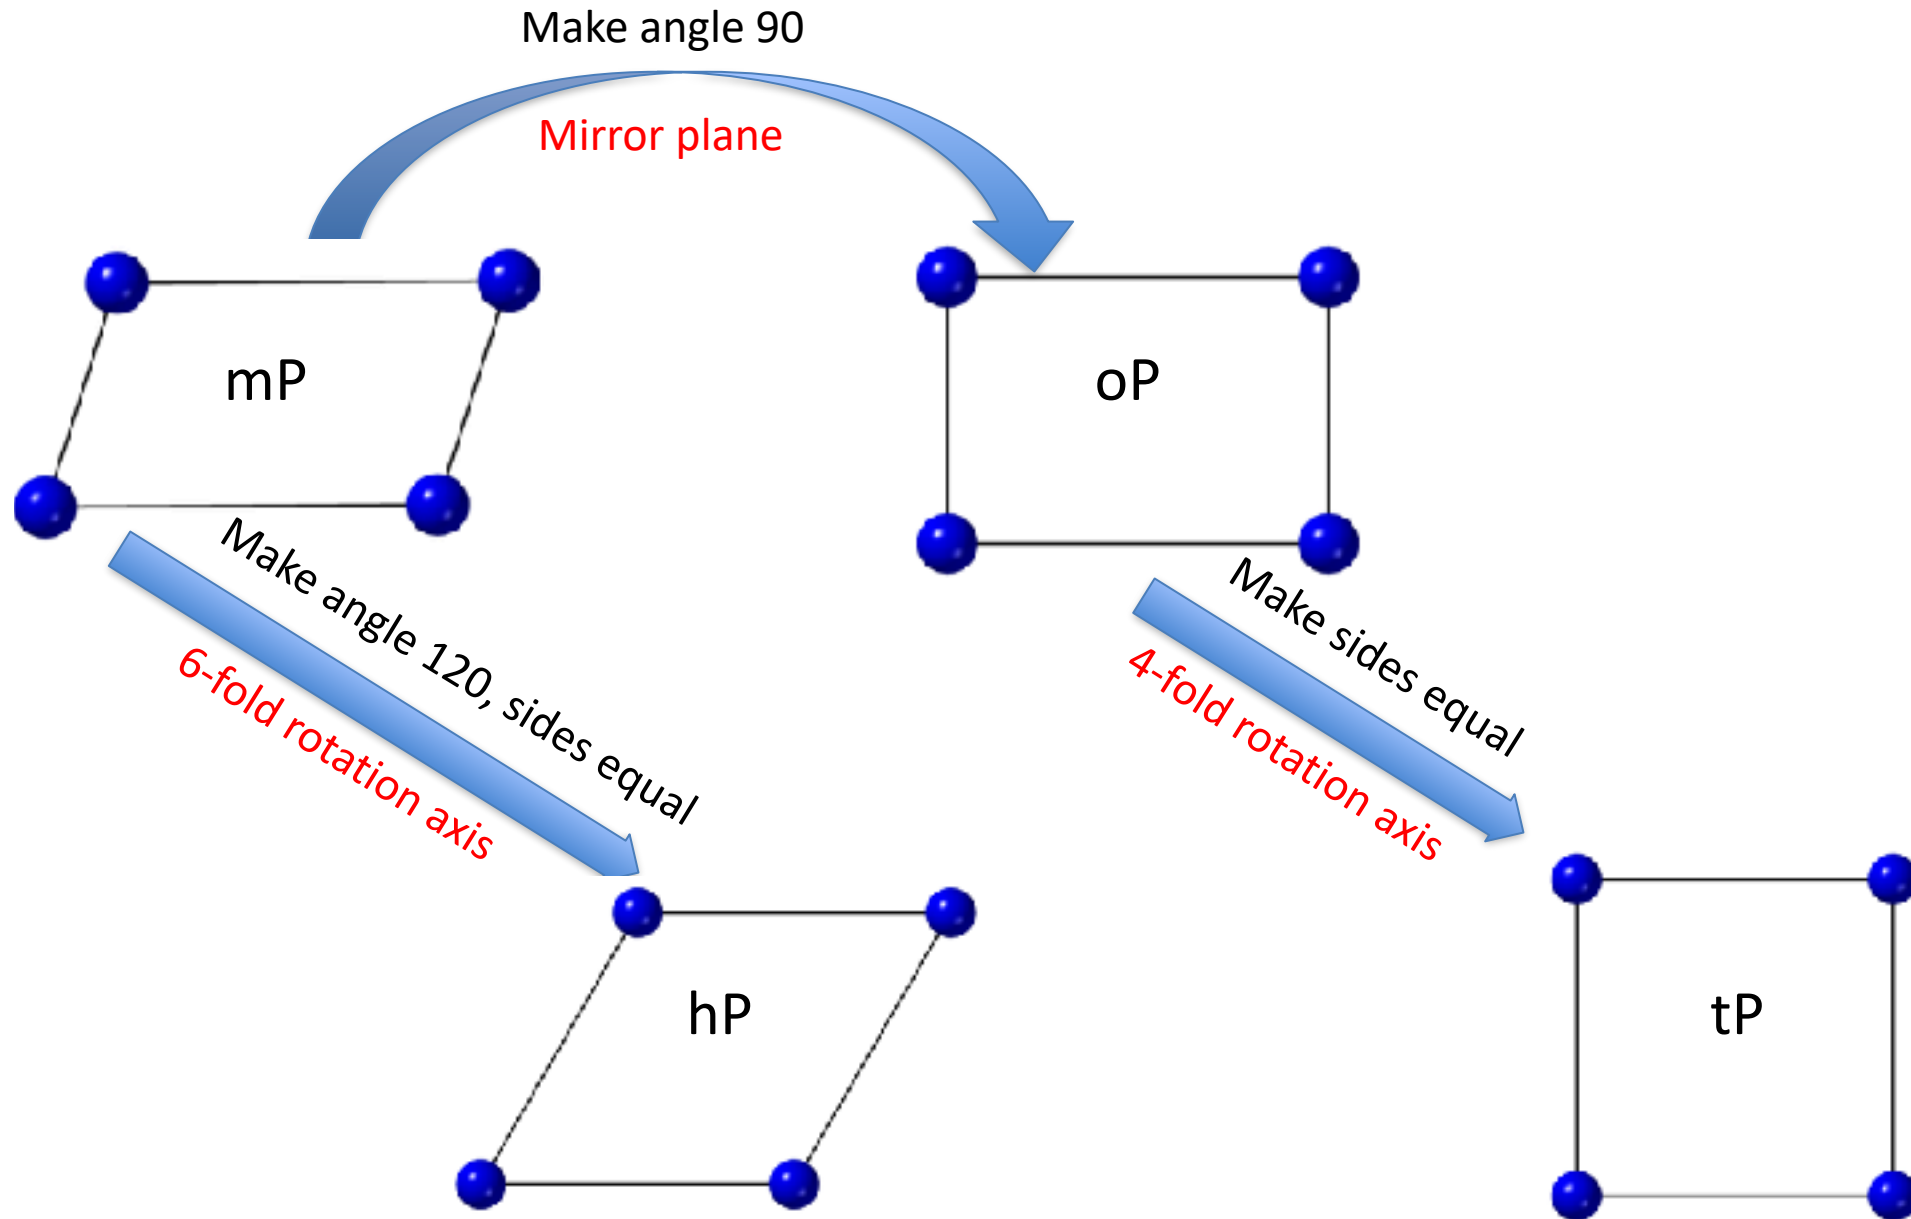 Make angle 90
Mirror plane
mP
oP
Make angle 120, sides equal
6-fold rotation axis
Make sides equal
4-fold rotation axis
hP
tP